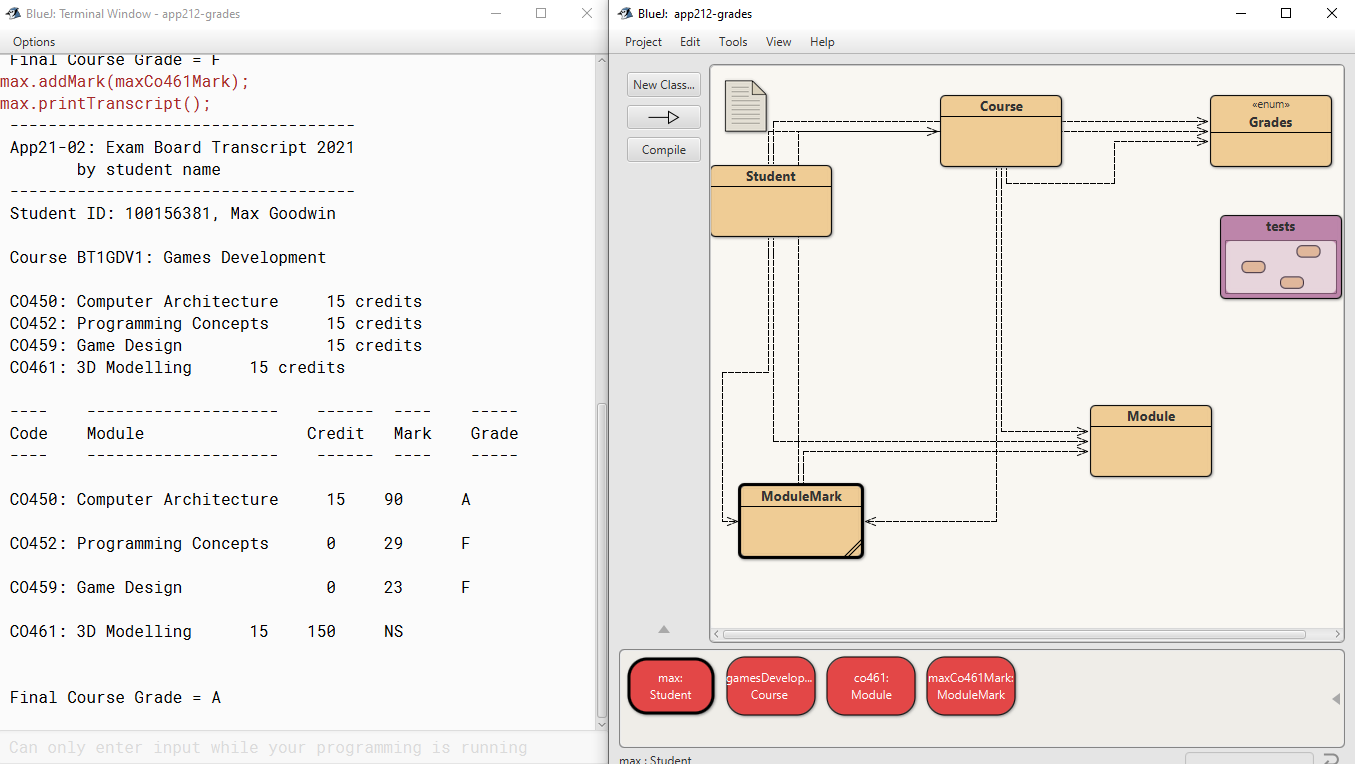 BlueJ: Terminal Window - app212-grades
Options
Final Course Grade = F
max.addMark(maxCo461Mark);
max.printTranscript();
------------------------------------
App21-02: Exam Board Transcript 2021
by student name
------------------------------------
Student ID: 100156381, Max Goodwin
Course BT1GDV1: Games Development
CO450: Computer Architecture 15 credits
CO452: Programming Concepts 15 credits
CO459: Game Design 15 credits
CO461: 3D Modelling 15 credits
---- -------------------- ------ ---- -----
Code Module Credit Mark Grade
---- -------------------- ------ ---- -----
CO450: Computer Architecture 15 90 A
CO452: Programming Concepts 0 29 F
CO459: Game Design 0 23 F
CO461: 3D Modelling 15 150 NS
Final Course Grade = A
Can only enter input while your programming is running
BlueJ: app212-grades
Project Edit Tools View Help
New Class...
Compile
Course
«enum»
Grades
Student
tests
Module
ModuleMark
max:
Student
gamesDevelop...
Course
co461:
Module
maxCo461Mark:
ModuleMark
max : Student